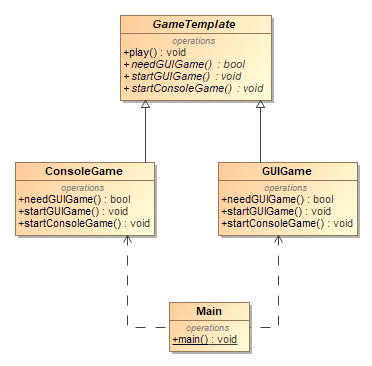 GameTemplate
operations
+play() : void
+needGUIGame() : bool
+startGUIGame() : void
+startConsoleGame() : void
ConsoleGame
operations
+needGUIGame() : bool
+startGUIGame() : void
+startConsoleGame() : void
GUIGame
operations
+needGUIGame() : bool
+startGUIGame() : void
+startConsoleGame() : void
Main
operations
+main() : void